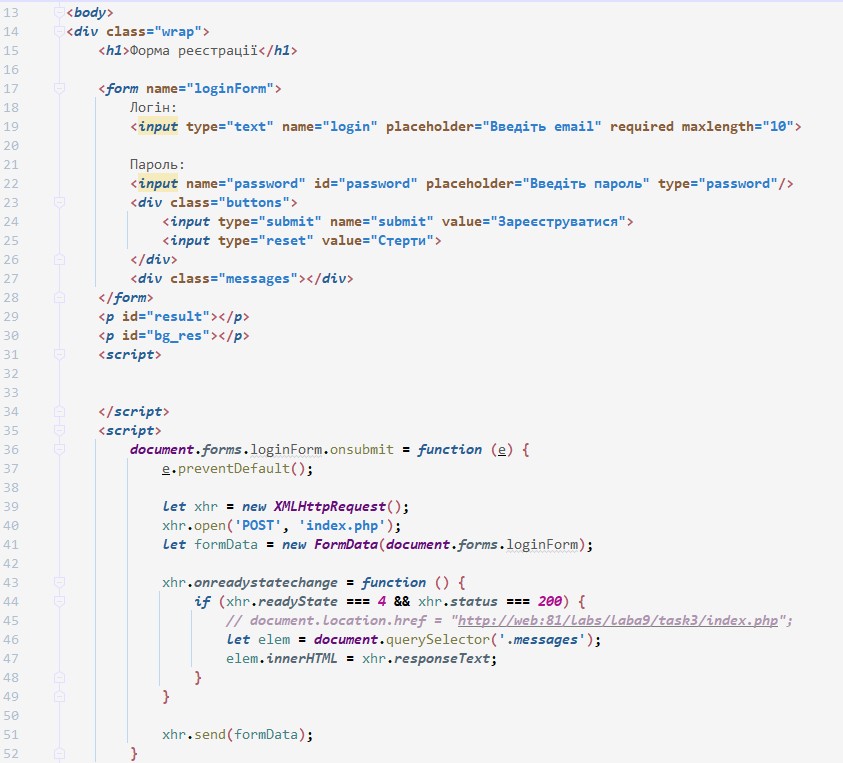 13 <body>
14 <div class="wrap">
15 <h1>Форма реєстрації</h1>
16
17 <form name="loginForm">
18 Логін:
19 <input type="text" name="login" placeholder="Введіть email" required maxlength="10">
20
21 Пароль:
22 <input name="password" id="password" placeholder="Введіть пароль" type="password"/>
23 <div class="buttons">
24 <input type="submit" name="submit" value="Зареєструватися">
25 <input type="reset" value="Стерти">
26 </div>
27 <div class="messages"></div>
28 </form>
29 <p id="result"></p>
30 <p id="bg_res"></p>
31 <script>
32
33
34 </script>
35 <script>
36 document.forms.loginForm.onsubmit = function (e) {
37 e.preventDefault();
38
39 let xhr = new XMLHttpRequest();
40 xhr.open('POST', 'index.php');
41 let formData = new FormData(document.forms.loginForm);
42
43 xhr.onreadystatechange = function () {
44 if (xhr.readyState === 4 && xhr.status === 200) {
45 // document.location.href = "http://web:81/labs/laba9/task3/index.php";
46 let elem = document.querySelector('.messages');
47 elem.innerHTML = xhr.responseText;
48 }
49 }
50
51 xhr.send(formData);
52 }